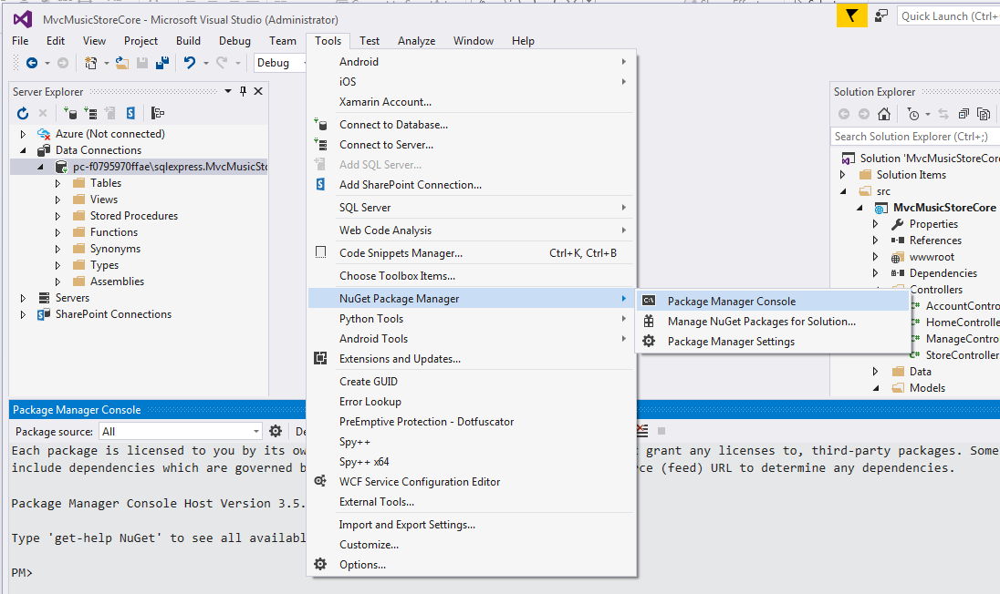 MvcMusicStoreCore - Microsoft Visual Studio (Administrator)
Quick Launch (Ctrl+
File Edit View Project Build Debug Team Tools Test Analyze Window Help
Debug
Server Explorer
Azure (Not connected)
Data Connections
pc-f0795970ffae\sqlexpress.MvcMusicSto
Tables
Views
Stored Procedures
Functions
Synonyms
Types
Assemblies
Servers
SharePoint Connections
Android
iOS
Xamarin Account...
Connect to Database...
Connect to Server...
Add SQL Server...
Add SharePoint Connection...
SQL Server
Web Code Analysis
Code Snippets Manager... Ctrl+K, Ctrl+B
Choose Toolbox Items...
NuGet Package Manager
Python Tools
Android Tools
Extensions and Updates...
Create GUID
Error Lookup
PreEmptive Protection - Dotfuscator
Spy++
Spy++ x64
WCF Service Configuration Editor
External Tools...
Import and Export Settings...
Customize...
Options...
Package Manager Console
Manage NuGet Packages for Solution...
Package Manager Settings
Solution Explorer
Search Solution Explorer (Ctrl+;)
Solution 'MvcMusicStoreCore
Solution Items
src
MvcMusicStoreCore
Properties
References
wwwroot
Dependencies
Controllers
AccountContro
HomeController
ManageContro
StoreController
Data
Models
Package Manager Console
Package source: All De
Each package is licensed to you by its ow t grant any licenses to, third-party packages. Some
include dependencies which are governed b rce (feed) URL to determine any dependencies.
Package Manager Console Host Version 3.5.
Type 'get-help NuGet' to see all availabl
PM>